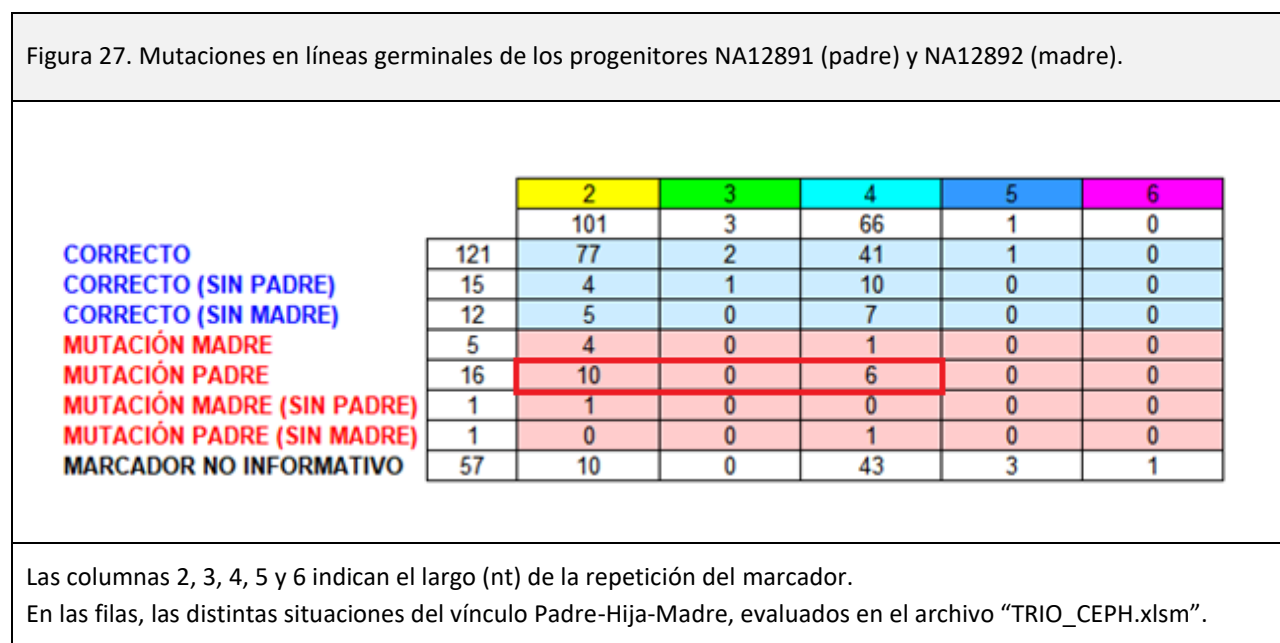 Figura 27. Mutaciones en líneas germinales de los progenitores NA12891 (padre) y NA12892 (madre).
2 3 4 5 6
101 3 66 1 0
CORRECTO 121 77 2 41 1 0
CORRECTO (SIN PADRE) 15 4 1 10 0 0
CORRECTO (SIN MADRE) 12 5 0 7 0 0
MUTACIÓN MADRE 5 4 0 1 0 0
MUTACIÓN PADRE 16 10 0 6 0 0
MUTACIÓN MADRE (SIN PADRE) 1 1 0 0 0 0
MUTACIÓN PADRE (SIN MADRE) 1 0 0 1 0 0
MARCADOR NO INFORMATIVO 57 10 0 43 3 1
Las columnas 2, 3, 4, 5 y 6 indican el largo (nt) de la repetición del marcador.
En las filas, las distintas situaciones del vínculo Padre-Hija-Madre, evaluados en el archivo “TRIO_CEPH.xlsm”.